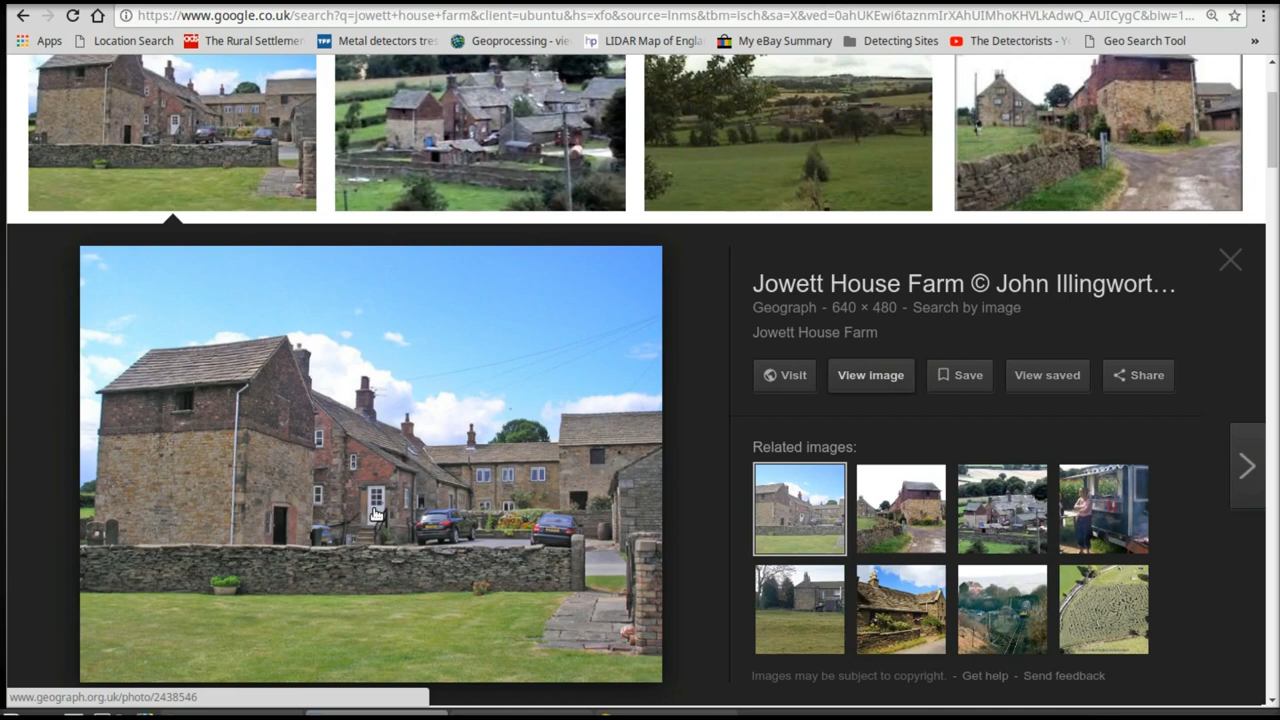 https://www.google.co.uk/search?q=jowett+house+farm&client=ubuntu&hs=xfo&source=lnms&tbm=isch&sa=X&ved=0ahUKEwi6taznmIrXAhUIMhoKHVLkAdwQ_AUICygC&biw=1...
Apps Location Search The Rural Settlemen Metal detectors tres Geoprocessing - vie LIDAR Map of Engla My eBay Summary Detecting Sites The Detectorists - Y Geo Search Tool »
Jowett House Farm © John Illingwort...
Geograph - 640 × 480 - Search by image
Jowett House Farm
Visit View image Save View saved Share
Related images:
Images may be subject to copyright. - Get help - Send feedback
www.geograph.org.uk/photo/2438546